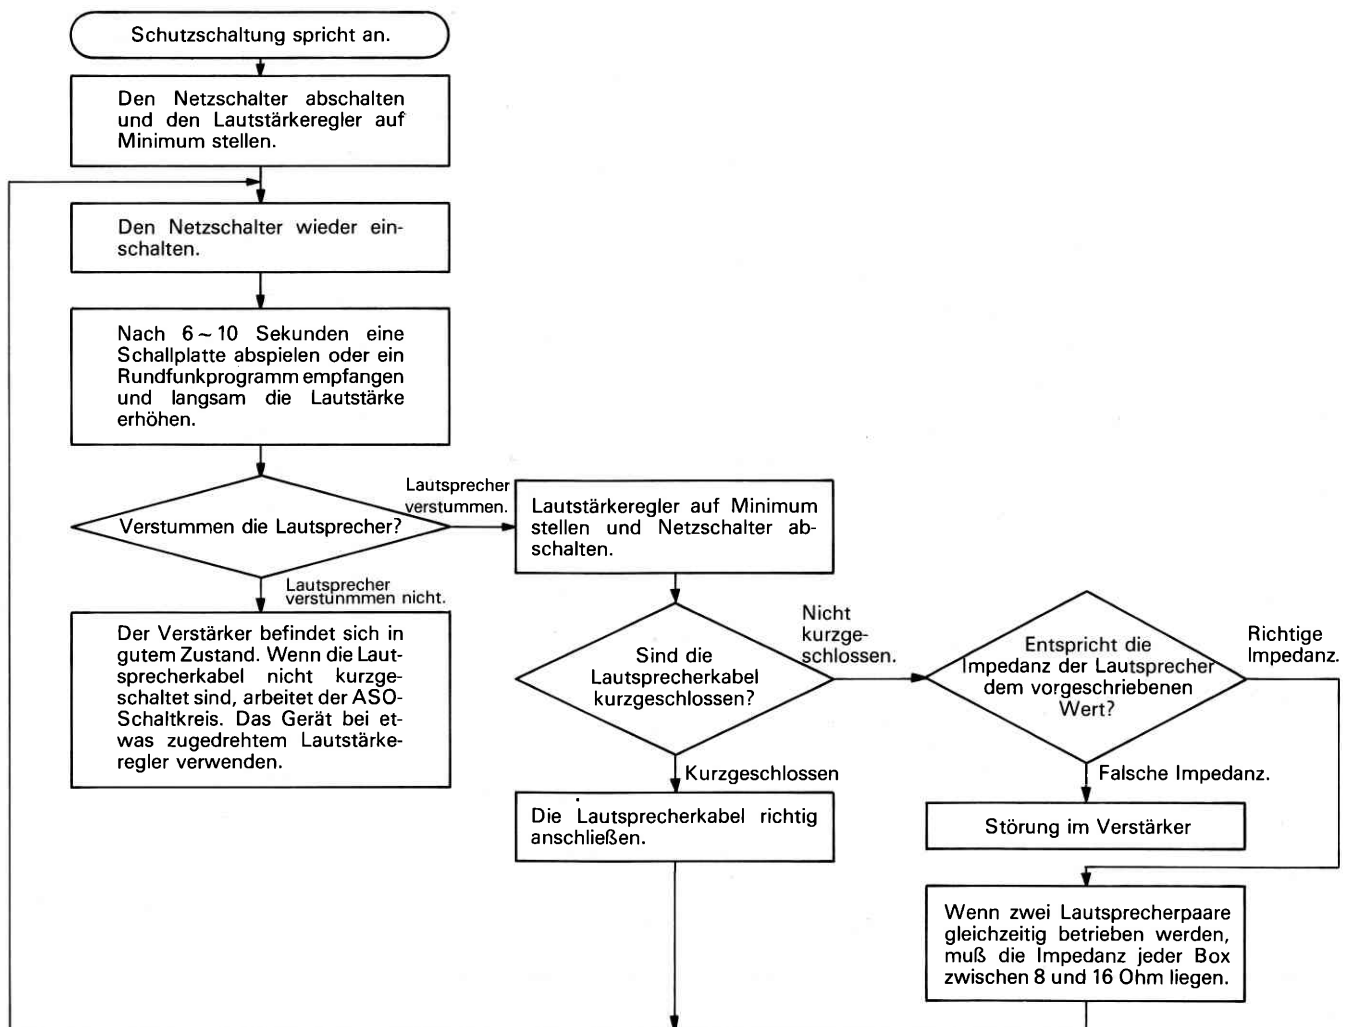 Schutzschaltung spricht an.
Den Netzschalter abschalten
und den Lautstärkeregler auf
Minimum stellen.
Den Netzschalter wieder ein-
schalten.
Nach 6 ~ 10 Sekunden eine
Schallplatte abspielen oder ein
Rundfunkprogramm empfangen
und langsam die Lautstärke
erhöhen.
Verstummen die Lautsprecher?
Lautsprecher
verstummen.
Lautsprecher
verstunmmen nicht.
Der Verstärker befindet sich in
gutem Zustand. Wenn die Laut-
sprecherkabel nicht kurzge-
schaltet sind, arbeitet der ASO-
Schaltkreis. Das Gerät bei et-
was zugedrehtem Lautstärke-
regler verwenden.
Lautstärkeregler auf Minimum
stellen und Netzschalter ab-
schalten.
Sind die
Lautsprecherkabel
kurzgeschlossen?
Nicht
kurzge-
schlossen.
Kurzgeschlossen
Die Lautsprecherkabel richtig
anschließen.
Entspricht die
Impedanz der Lautsprecher
dem vorgeschriebenen
Wert?
Richtige
Impedanz.
Falsche Impedanz.
Störung im Verstärker
Wenn zwei Lautsprecherpaare
gleichzeitig betrieben werden,
muß die Impedanz jeder Box
zwischen 8 und 16 Ohm liegen.